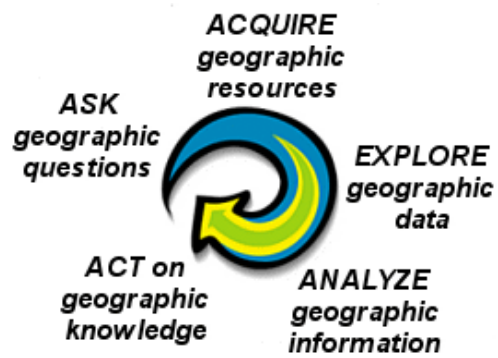 ACQUIRE
geographic
resources
ASK
geographic
questions
EXPLORE
geographic
data
ACT on
geographic
knowledge
ANALYZE
geographic
information